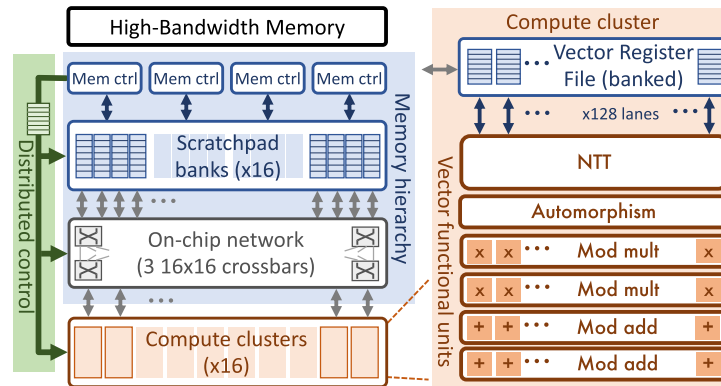 High-Bandwidth Memory
Mem ctrl
Mem ctrl
Mem ctrl
Mem ctrl
Scratchpad
banks (x16)
•••
On-chip network
(3 16x16 crossbars)
•••
Compute clusters
(x16)
Distributed control
Memory hierarchy
Compute cluster
•••
Vector Register
File (banked)
•••
x128 lanes
•••
NTT
Automorphism
x x ••• Mod mult x
x x ••• Mod mult x
+ + ••• Mod add +
+ + ••• Mod add +
Vector functional units